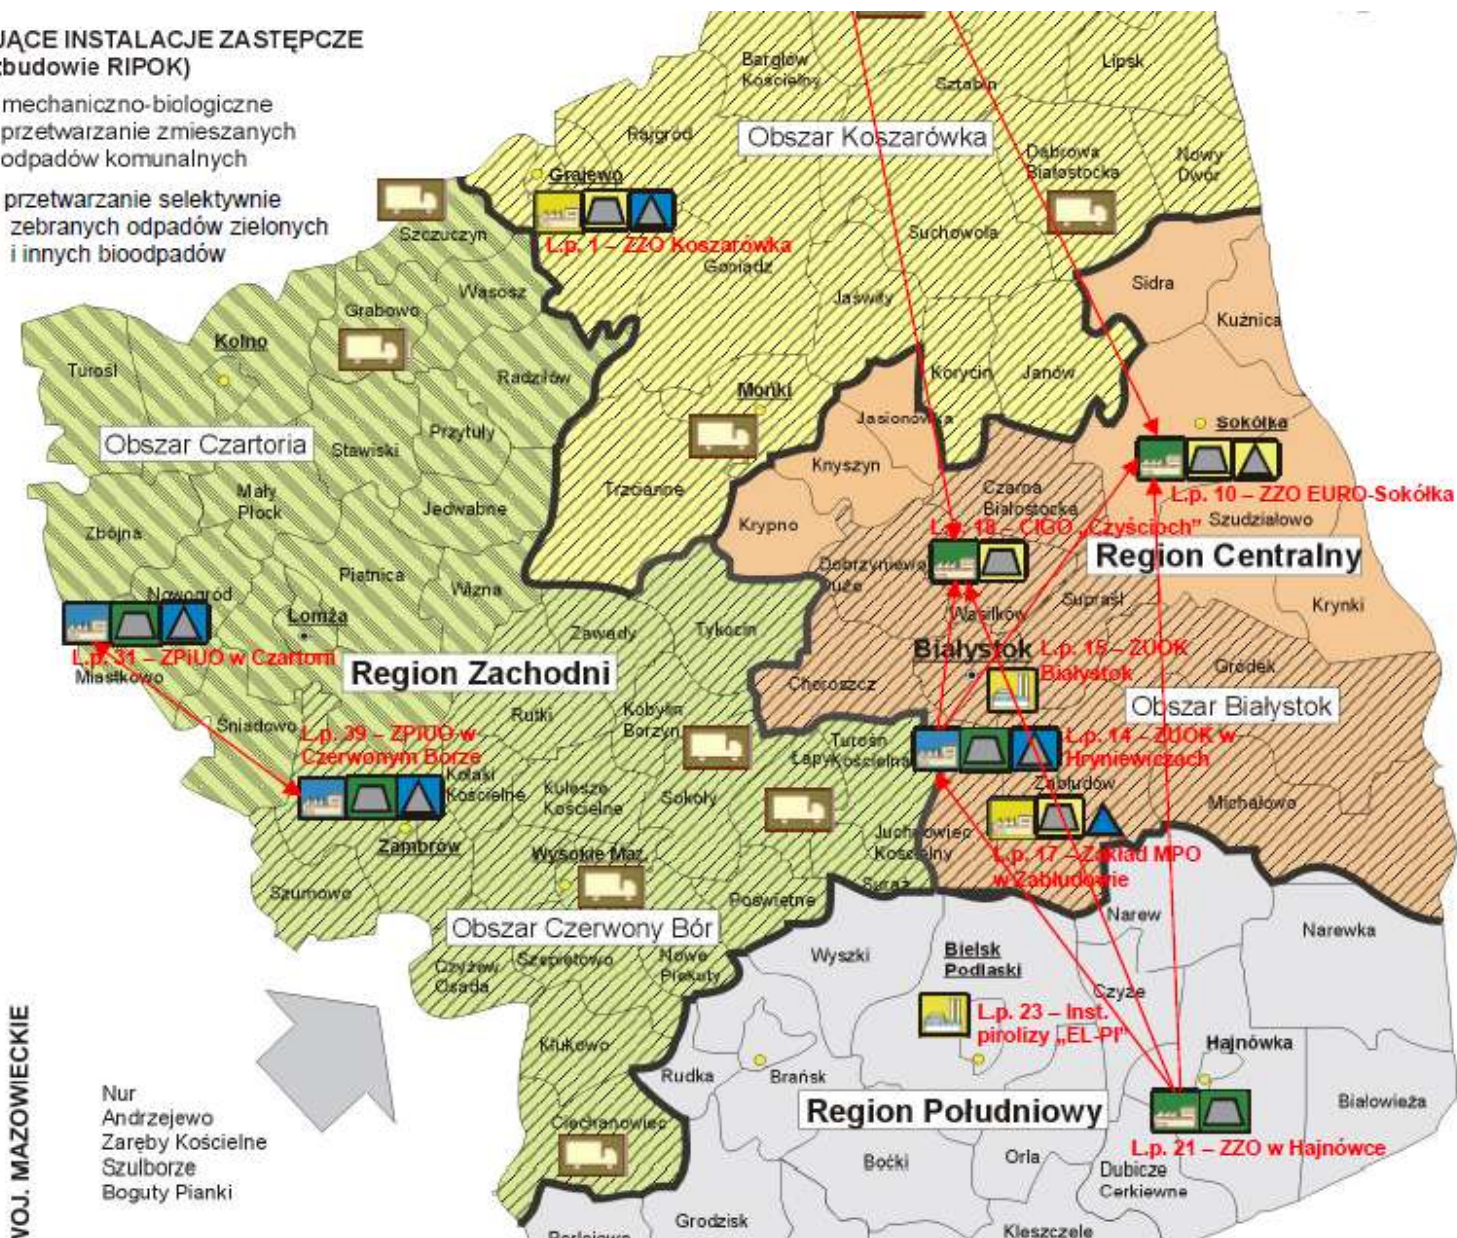 JĄCE INSTALACJE ZASTĘPCZE
zbudowie RIPOK)
mechaniczno-biologiczne
przetwarzanie zmieszanych
odpadów komunalnych
przetwarzanie selektywnie
zebranych odpadów zielonych
i innych bioodpadów
Bargłów
Kościelny
Sztabin
Lipsk
Rajgród
Obszar Koszarówka
Dąbrowa
Białostocka
Nowy
Dwór
Grajewo
L.p. 1 – ZZO Koszarówka
Szczuczyn
Suchowola
Goniądz
Jaświły
Sidra
Kuźnica
Wąsosz
Grabowo
Kolno
Turośl
Radziłów
Mońki
Korycin
Janów
Jasionówka
Sokółka
Obszar Czartoria
Stawiski
Przytuły
Knyszyn
Trzcianne
Mały
Płock
Jedwabne
Zbójna
Krypno
Czarna
Białostocka
L.p. 10 – ZZO EURO-Sokółka
Szudziałowo
L.p. 18 – CIGO „Czyścioch”
Region Centralny
Dobrzyniewo
Duże
Piątnica
Wizna
Nowogród
Łomża
Wasilków
Supraśl
Krynki
Zawady
Tykocin
L.p. 31 – ZPiUO w Czartorii
Miastkowo
Region Zachodni
Białystok
L.p. 15 – ZUOK
Białystok
Choroszcz
Gródek
Obszar Białystok
Śniadowo
Rutki
Kobylin
Borzyn
L.p. 39 – ZPIUO w
Czerwonym Borze
Turośń
Kościelna
Łapy
L.p. 14 – ZUOK w
Hryniewiczach
Kołaki
Kościelne
Kulesze
Kościelne
Sokoły
Zabłudów
Michałowo
Zambrów
Wysokie Maz.
Juchnowiec
Kościelny
L.p. 17 – Zakład MPO
w Zabłudowie
Szumowo
Poświętne
Suraż
Obszar Czerwony Bór
Narew
Narewka
Wyszki
Bielsk
Podlaski
Czyżew
Osada
Szepietowo
Nowe
Piekuty
Czyże
L.p. 23 – Inst.
pirolizy „EL-PI”
Klukowo
Hajnówka
Rudka
Brańsk
Region Południowy
Białowieża
Ciechanowiec
L.p. 21 – ZZO w Hajnówce
Boćki
Orla
Dubicze
Cerkiewne
Grodzisk
Kleszczele
WOJ. MAZOWIECKIE
Nur
Andrzejewo
Zaręby Kościelne
Szulborze
Boguty Pianki